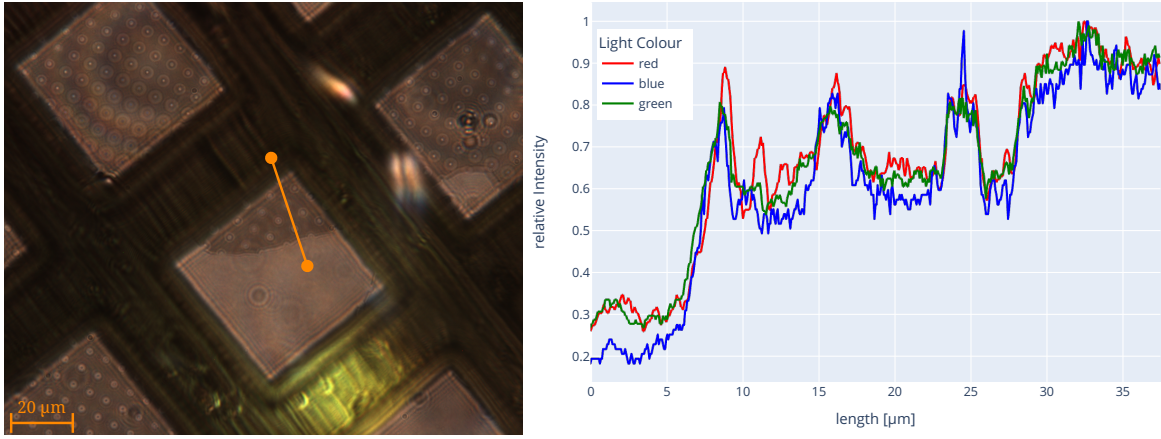 20 µm
relative Intensity
1
0.9
0.8
0.7
0.6
0.5
0.4
0.3
0.2
Light Colour
red
blue
green
0 5 10 15 20 25 30 35
length [µm]